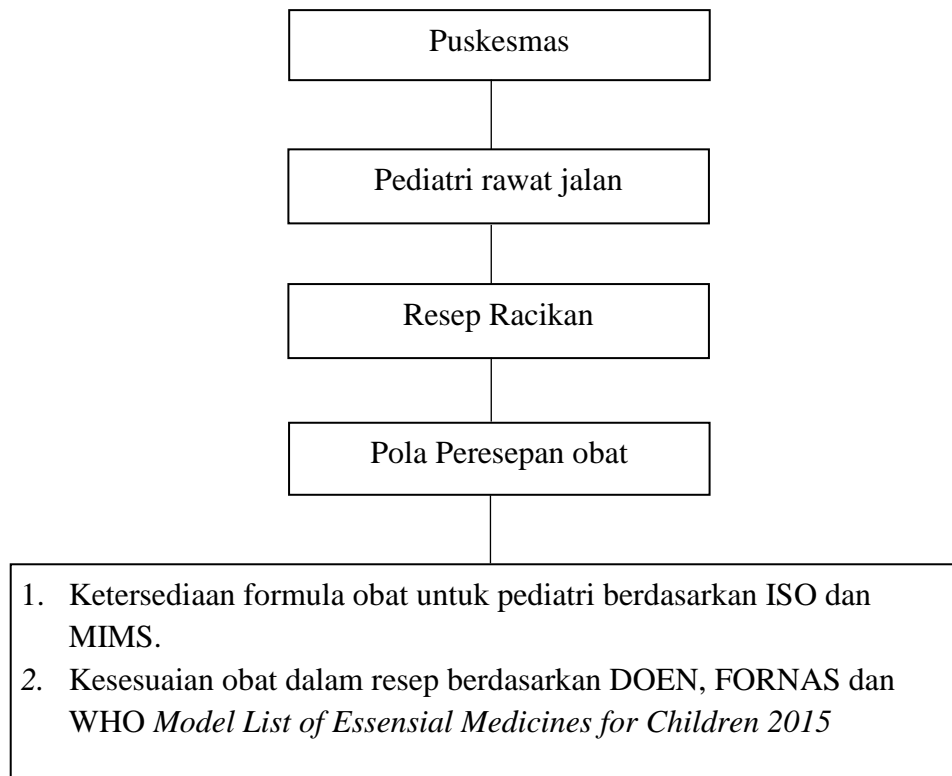 Puskesmas
Pediatri rawat jalan
Resep Racikan
Pola Peresepan obat
1. Ketersediaan formula obat untuk pediatri berdasarkan ISO dan
MIMS.
2. Kesesuaian obat dalam resep berdasarkan DOEN, FORNAS dan
WHO Model List of Essensial Medicines for Children 2015